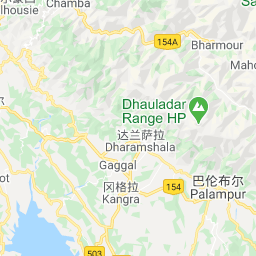 Chamba
lhousie
154A
Bharmour
Dhauladar
Range HP
达兰萨拉
Dharamshala
Gaggal
冈格拉
Kangra
154
巴伦布尔
Palampur
503